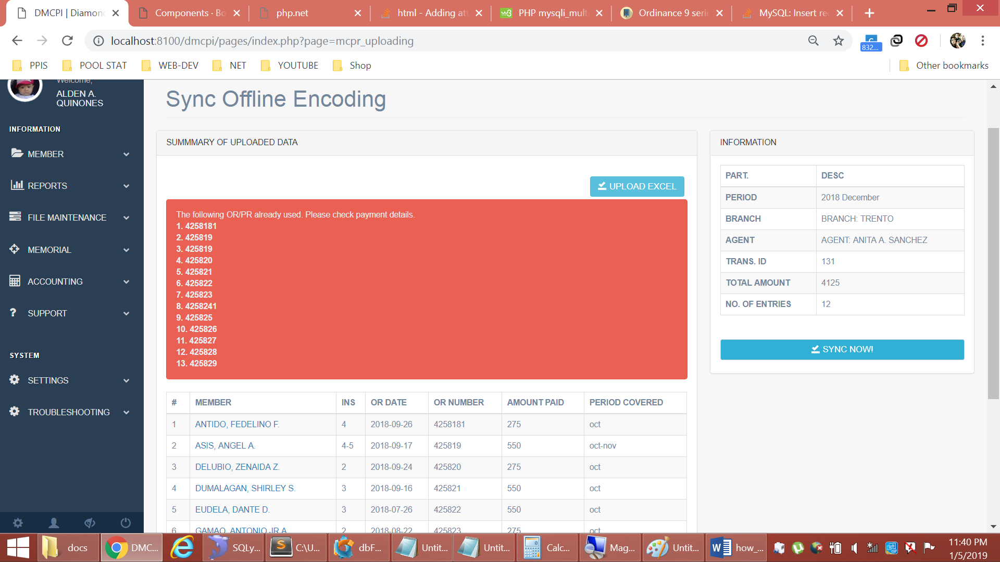 DMCPI | Diamon
Components · Bo
php.net
html - Adding att
PHP mysqli_multi
Ordinance 9 serie
MySQL: Insert rec
localhost:8100/dmcpi/pages/index.php?page=mcpr_uploading
832...
PPIS
POOL STAT
WEB-DEV
NET
YOUTUBE
Shop
Other bookmarks
Welcome,
ALDEN A.
QUINONES
INFORMATION
MEMBER
REPORTS
FILE MAINTENANCE
MEMORIAL
ACCOUNTING
SUPPORT
SYSTEM
SETTINGS
TROUBLESHOOTING
Sync Offline Encoding
SUMMMARY OF UPLOADED DATA
UPLOAD EXCEL
The following OR/PR already used. Please check payment details.
1. 4258181
2. 425819
3. 425819
4. 425820
5. 425821
6. 425822
7. 425823
8. 4258241
9. 425825
10. 425826
11. 425827
12. 425828
13. 425829
# MEMBER INS OR DATE OR NUMBER AMOUNT PAID PERIOD COVERED
1 ANTIDO, FEDELINO F. 4 2018-09-26 4258181 275 oct
2 ASIS, ANGEL A. 4-5 2018-09-17 425819 550 oct-nov
3 DELUBIO, ZENAIDA Z. 2 2018-09-24 425820 275 oct
4 DUMALAGAN, SHIRLEY S. 3 2018-09-16 425821 550 oct
5 EUDELA, DANTE D. 3 2018-07-26 425822 550 oct
6 GAMAO, ANTONIO JR A. 2 2018-08-22 425823 275 oct
INFORMATION
PART. DESC
PERIOD 2018 December
BRANCH BRANCH: TRENTO
AGENT AGENT: ANITA A. SANCHEZ
TRANS. ID 131
TOTAL AMOUNT 4125
NO. OF ENTRIES 12
SYNC NOW!
docs
DMC...
SQLy...
C:\U...
dbF...
Untit...
Untit...
Calc...
Mag...
Untit...
how_...
11:40 PM
1/5/2019